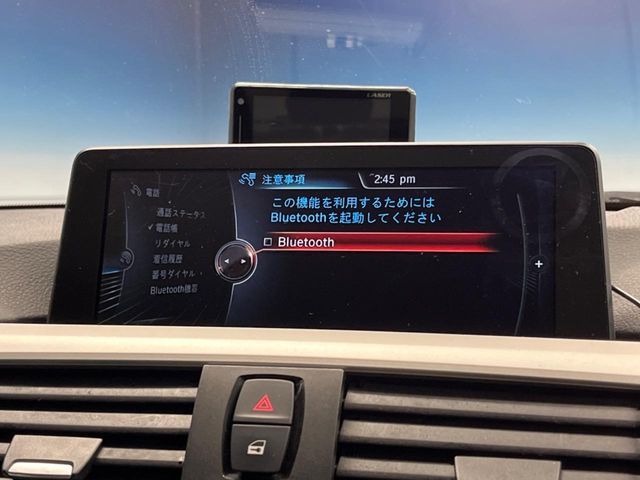 LASER
注意事項
2:45 pm
この機能を利用するためには
Bluetoothを起動してください
Bluetooth
電話
通話ステータス
電話帳
リダイヤル
着信履歴
番号ダイヤル
Bluetooth機器